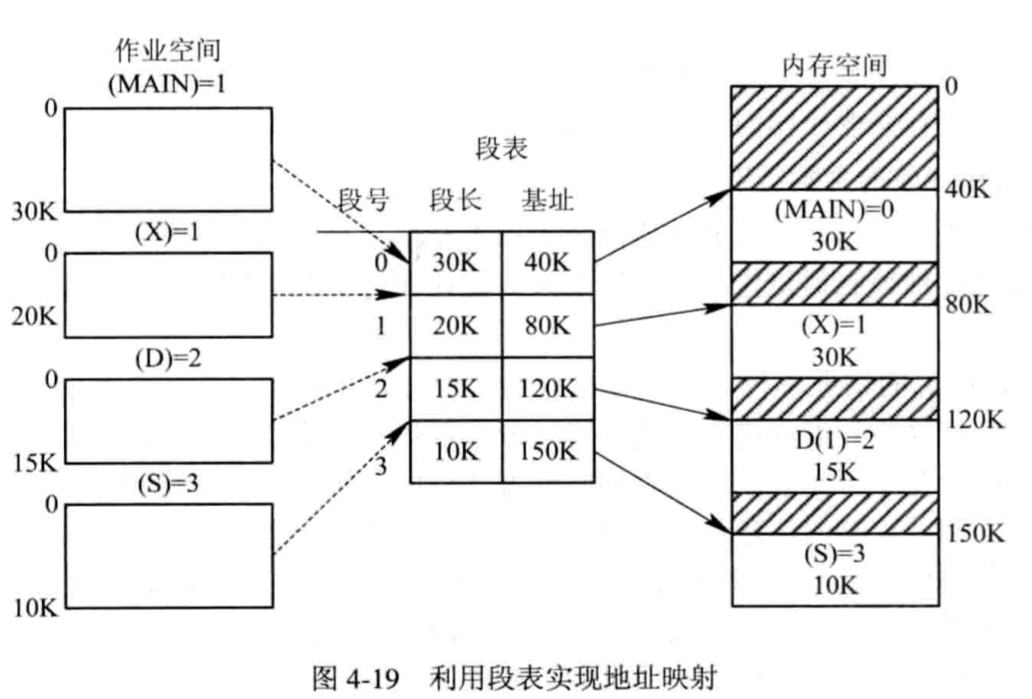 作业空间
(MAIN)=1
0
30K
(X)=1
0
20K
(D)=2
0
15K
(S)=3
0
10K
段表
段号 段长 基址
0 30K 40K
1 20K 80K
2 15K 120K
3 10K 150K
内存空间
0
40K
(MAIN)=0
30K
80K
(X)=1
30K
120K
D(1)=2
15K
150K
(S)=3
10K
图 4-19 利用段表实现地址映射